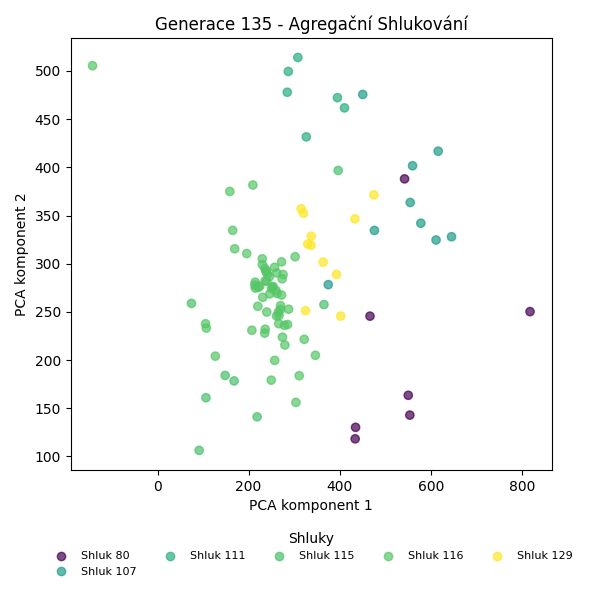 Generace 135 - Agregační Shlukování
PCA komponent 2
500
450
400
350
300
250
200
150
100
0 200 400 600 800
PCA komponent 1
Shluky
Shluk 80 Shluk 111 Shluk 115 Shluk 116 Shluk 129
Shluk 107